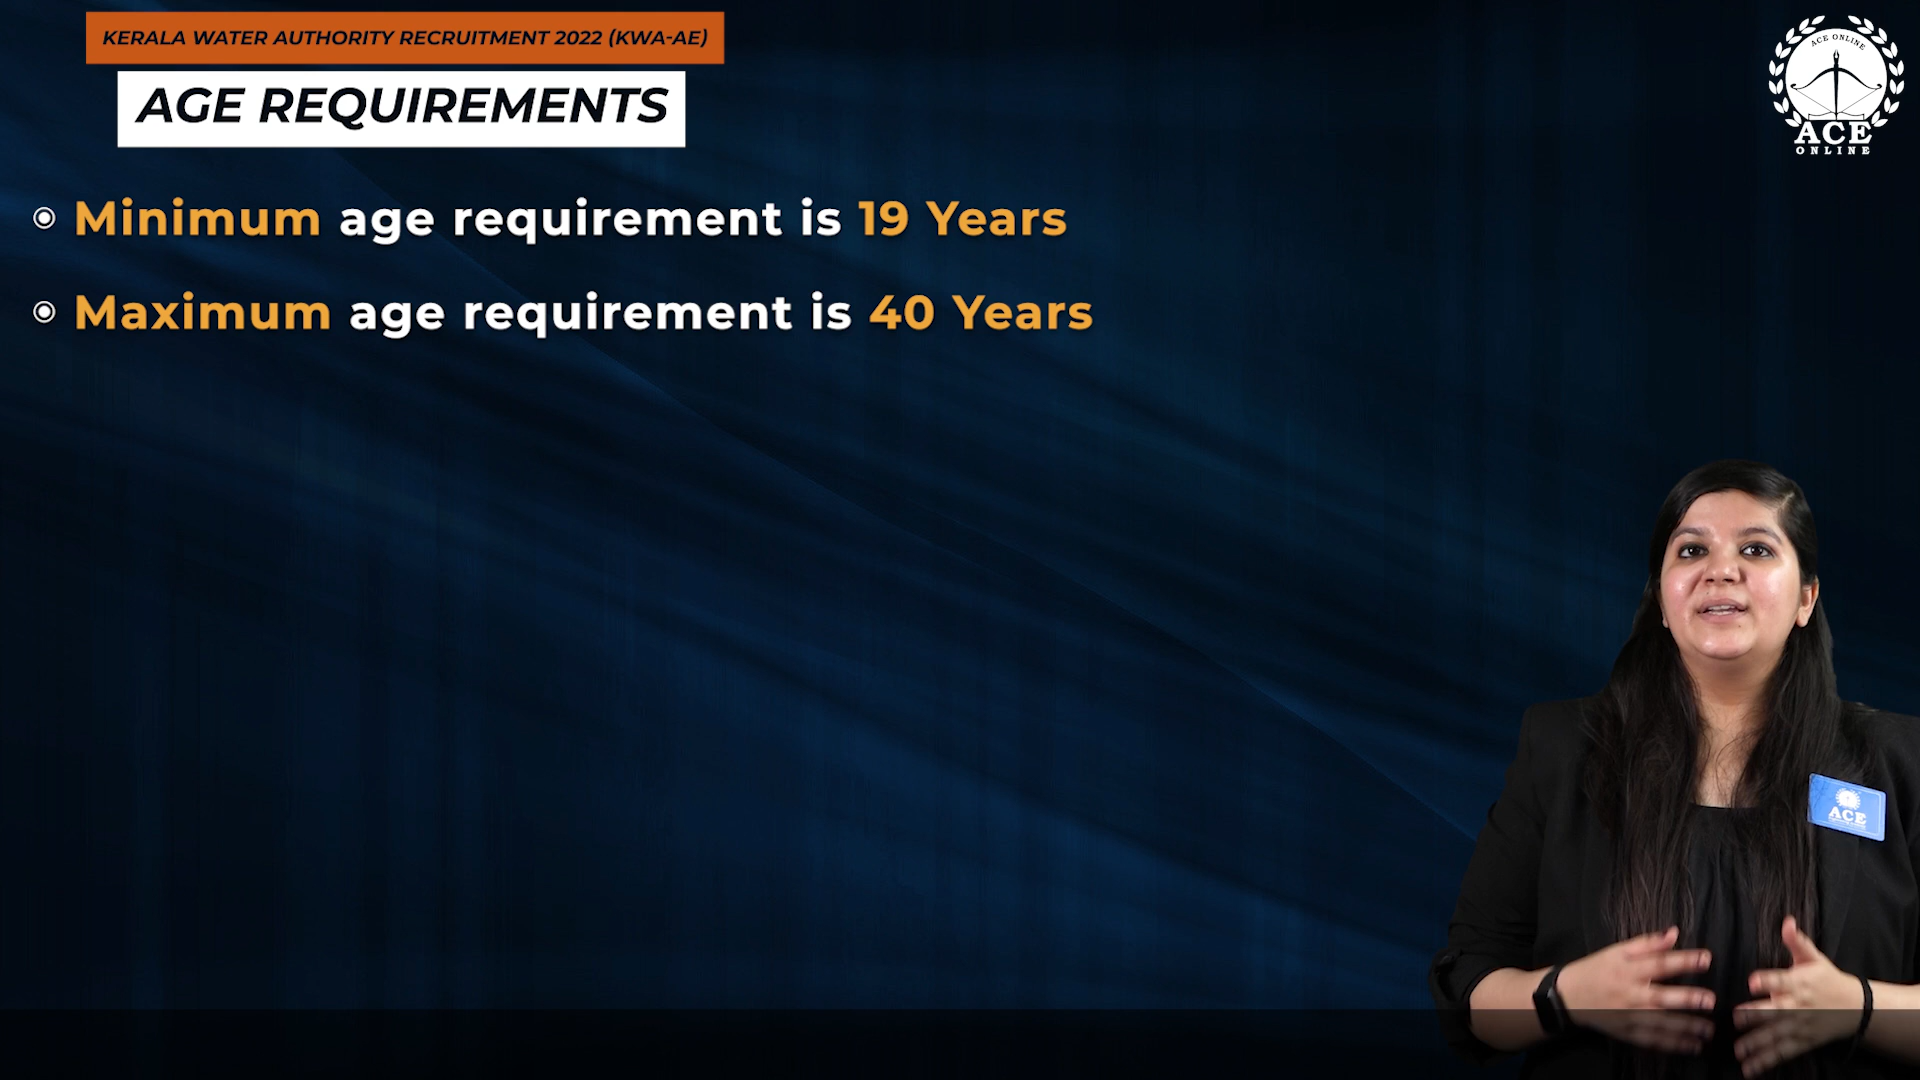 KERALA WATER AUTHORITY RECRUITMENT 2022 (KWA-AE)
AGE REQUIREMENTS
ACE ONLINE
ACE
ONLINE
Minimum age requirement is 19 Years
Maximum age requirement is 40 Years
ACE